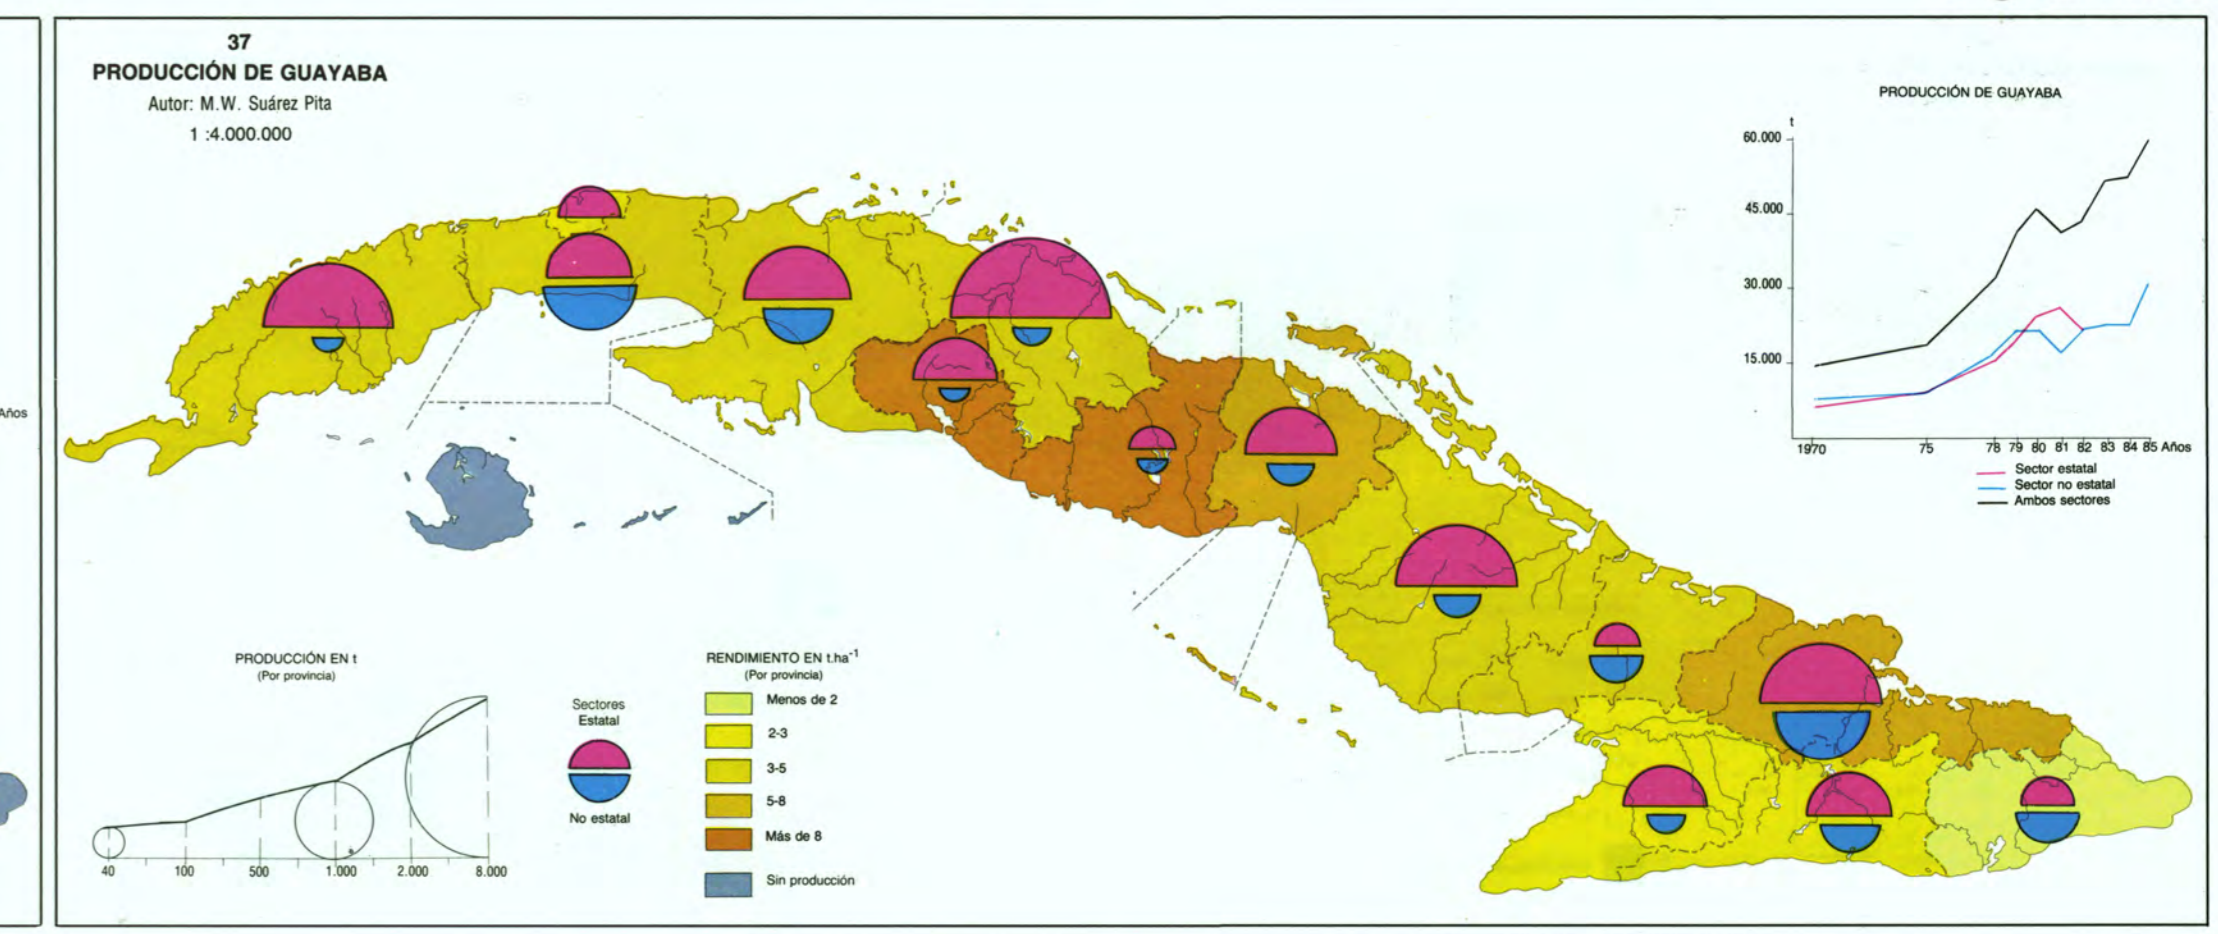 37
PRODUCCIÓN DE GUAYABA
Autor: M.W. Suárez Pita
1 :4.000.000
Años
PRODUCCIÓN DE GUAYABA
t
60.000
45.000
30.000
15.000
1970 75 78 79 80 81 82 83 84 85 Años
Sector estatal
Sector no estatal
Ambos sectores
PRODUCCIÓN EN t
(Por provincia)
40 100 500 1.000 2.000 8.000
Sectores
Estatal
No estatal
RENDIMIENTO EN t.ha⁻¹
(Por provincia)
Menos de 2
2-3
3-5
5-8
Más de 8
Sin producción